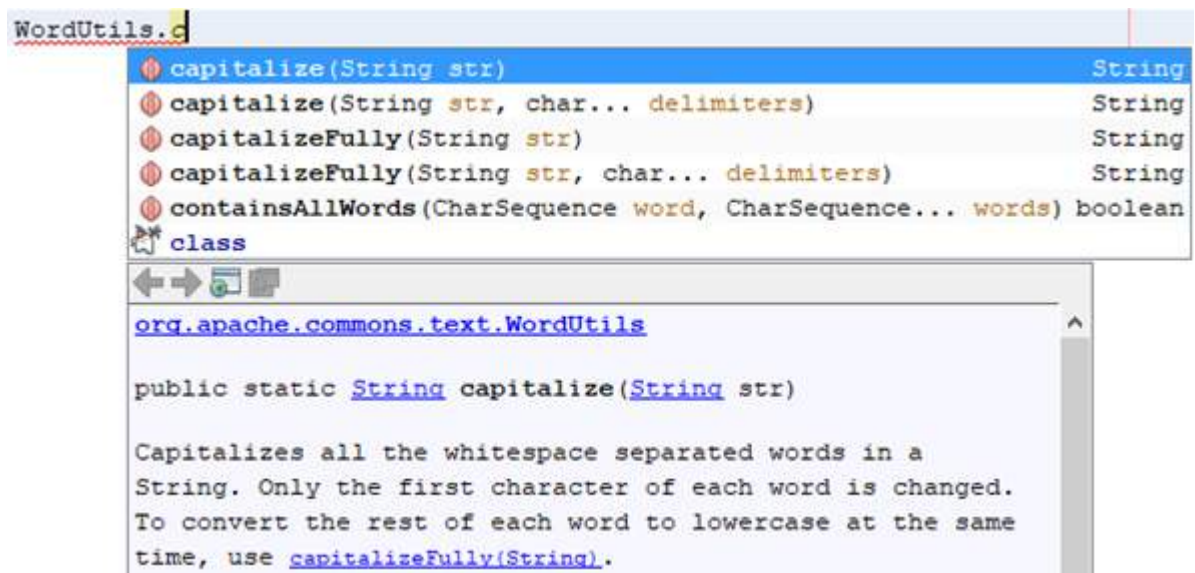 WordUtils.c
capitalize(String str) String
capitalize(String str, char... delimiters) String
capitalizeFully(String str) String
capitalizeFully(String str, char... delimiters) String
containsAllWords(CharSequence word, CharSequence... words) boolean
class
org.apache.commons.text.WordUtils
public static String capitalize(String str)
Capitalizes all the whitespace separated words in a
String. Only the first character of each word is changed.
To convert the rest of each word to lowercase at the same
time, use capitalizeFully(String).